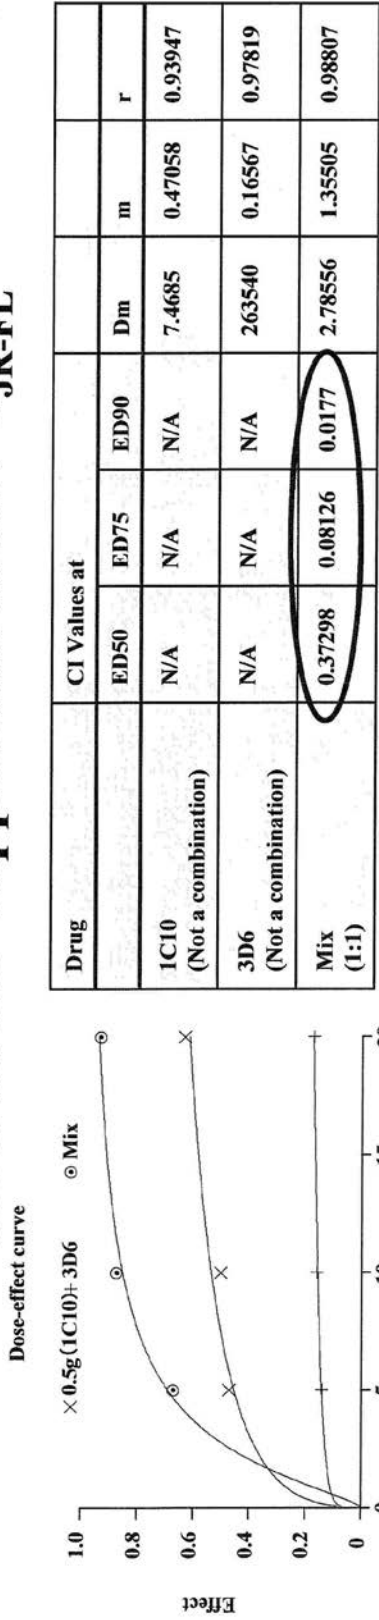 JR-FL
Dose-effect curve
× 0.5g(1C10)+ 3D6 ⊙ Mix
Effect
1.0
0.8
0.6
0.4
0.2
0
5
Drug CI Values at
ED50 ED75 ED90 Dm m r
1C10 N/A N/A N/A 7.4685 0.47058 0.93947
(Not a combination)
3D6 N/A N/A N/A 263540 0.16567 0.97819
(Not a combination)
Mix 0.37298 0.08126 0.0177 2.78556 1.35505 0.98807
(1:1)